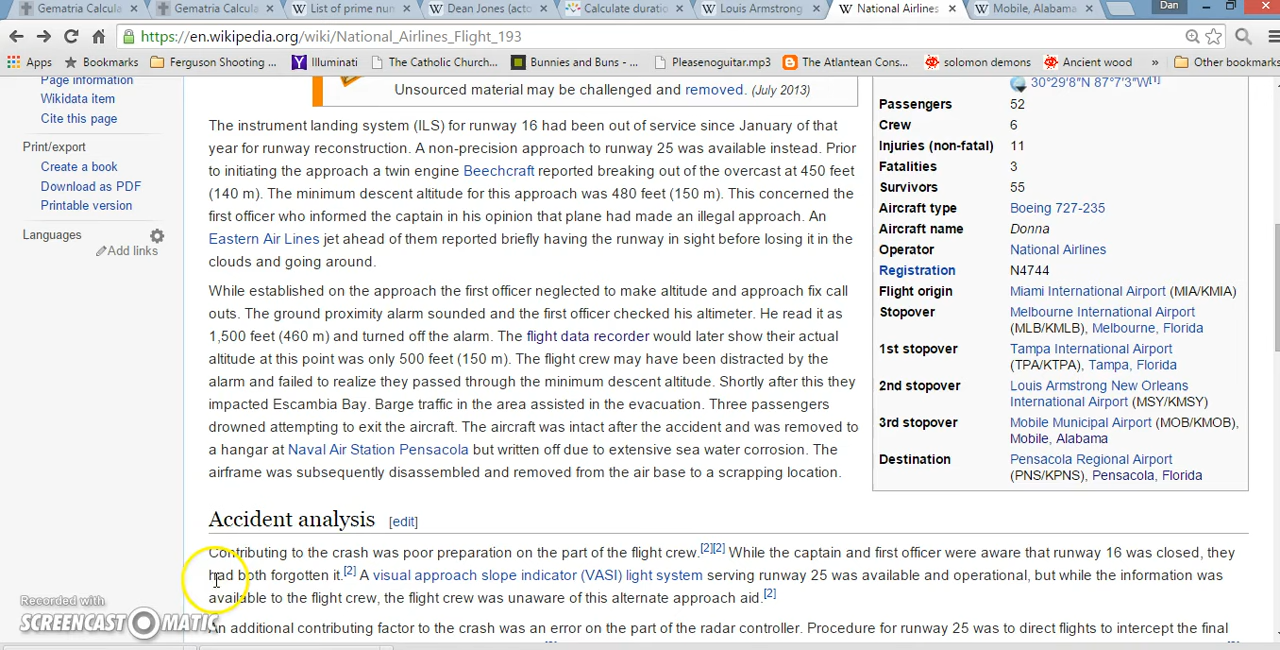 Gematria Calcula
Gematria Calcula
List of prime nun
Dean Jones (acto
Calculate duratio
Louis Armstrong
National Airlines
Mobile, Alabama
Dan
https://en.wikipedia.org/wiki/National_Airlines_Flight_193
Apps
Bookmarks
Ferguson Shooting ...
Illuminati
The Catholic Church...
Bunnies and Buns - ...
Pleasenoguitar.mp3
The Atlantean Cons...
solomon demons
Ancient wood
»
Other bookmarks
Page information
Wikidata item
Cite this page
Print/export
Create a book
Download as PDF
Printable version
Languages
Add links
Unsourced material may be challenged and removed. (July 2013)
The instrument landing system (ILS) for runway 16 had been out of service since January of that
year for runway reconstruction. A non-precision approach to runway 25 was available instead. Prior
to initiating the approach a twin engine Beechcraft reported breaking out of the overcast at 450 feet
(140 m). The minimum descent altitude for this approach was 480 feet (150 m). This concerned the
first officer who informed the captain in his opinion that plane had made an illegal approach. An
Eastern Air Lines jet ahead of them reported briefly having the runway in sight before losing it in the
clouds and going around.
While established on the approach the first officer neglected to make altitude and approach fix call
outs. The ground proximity alarm sounded and the first officer checked his altimeter. He read it as
1,500 feet (460 m) and turned off the alarm. The flight data recorder would later show their actual
altitude at this point was only 500 feet (150 m). The flight crew may have been distracted by the
alarm and failed to realize they passed through the minimum descent altitude. Shortly after this they
impacted Escambia Bay. Barge traffic in the area assisted in the evacuation. Three passengers
drowned attempting to exit the aircraft. The aircraft was intact after the accident and was removed to
a hangar at Naval Air Station Pensacola but written off due to extensive sea water corrosion. The
airframe was subsequently disassembled and removed from the air base to a scrapping location.
30°29′8″N 87°7′3″W[1]
Passengers 52
Crew 6
Injuries (non-fatal) 11
Fatalities 3
Survivors 55
Aircraft type Boeing 727-235
Aircraft name Donna
Operator National Airlines
Registration N4744
Flight origin Miami International Airport (MIA/KMIA)
Stopover Melbourne International Airport
(MLB/KMLB), Melbourne, Florida
1st stopover Tampa International Airport
(TPA/KTPA), Tampa, Florida
2nd stopover Louis Armstrong New Orleans
International Airport (MSY/KMSY)
3rd stopover Mobile Municipal Airport (MOB/KMOB),
Mobile, Alabama
Destination Pensacola Regional Airport
(PNS/KPNS), Pensacola, Florida
Accident analysis [edit]
Contributing to the crash was poor preparation on the part of the flight crew.[2][2] While the captain and first officer were aware that runway 16 was closed, they
had both forgotten it.[2] A visual approach slope indicator (VASI) light system serving runway 25 was available and operational, but while the information was
available to the flight crew, the flight crew was unaware of this alternate approach aid.[2]
An additional contributing factor to the crash was an error on the part of the radar controller. Procedure for runway 25 was to direct flights to intercept the final
Recorded with
SCREENCAST-O-MATIC